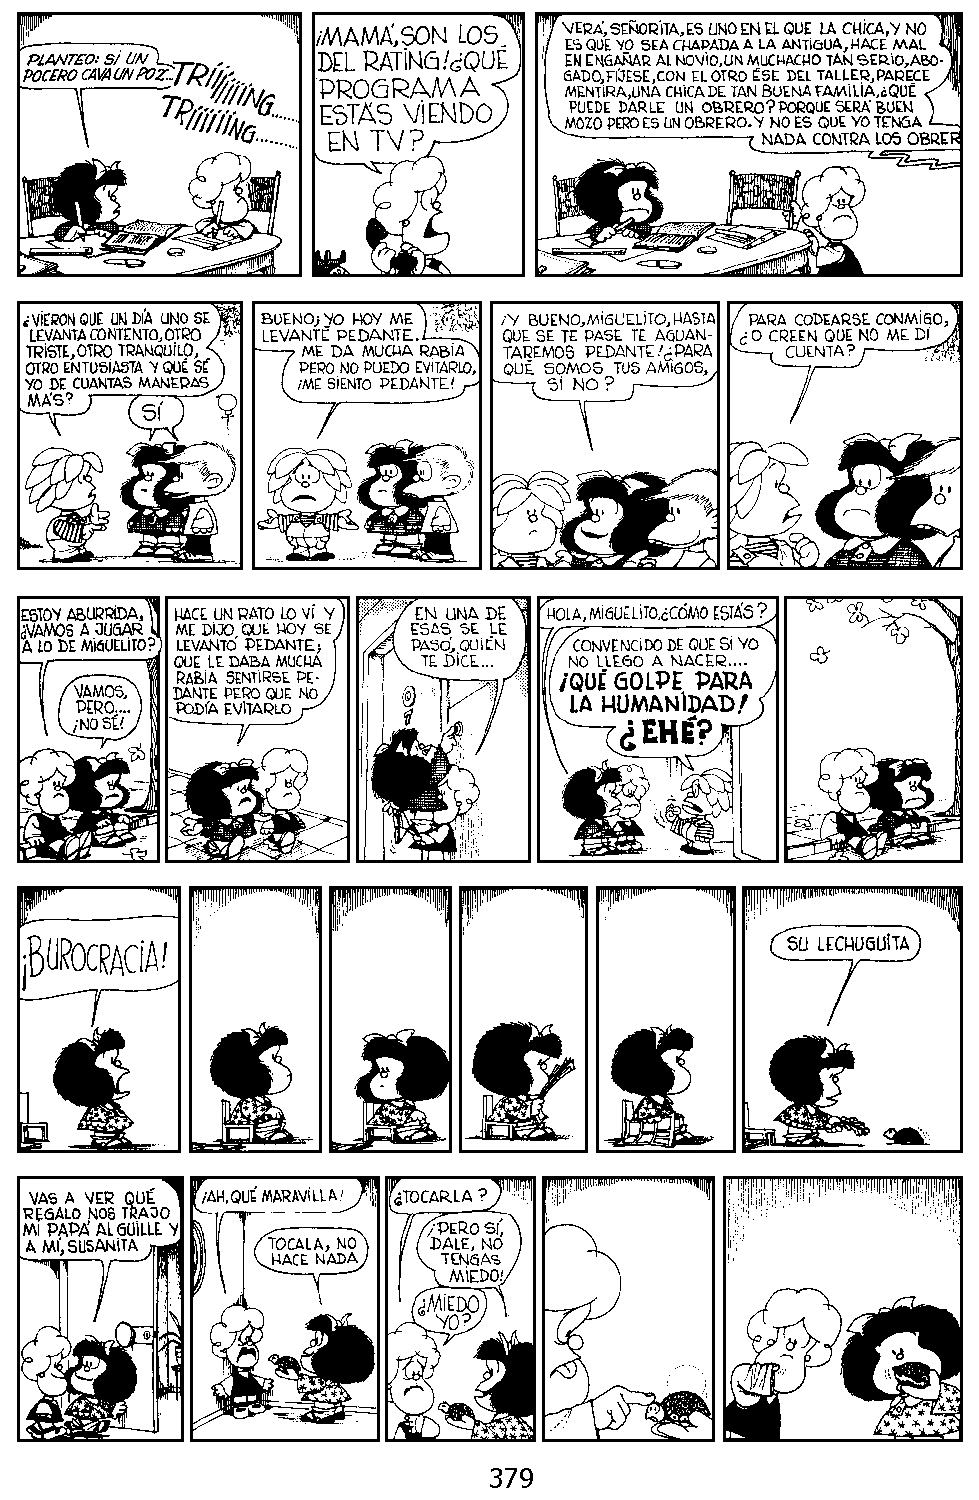 PLANTEO: SÍ UN
POCERO CAVA UN POZ..
TRIÍÍÍÍÍING......
TRIÍÍÍÍÍING........
¡MAMÁ, SON LOS
DEL RATING! ¿QUÉ
PROGRAMA
ESTÁS VIENDO
EN TV?
VERÁ, SEÑORITA, ES UNO EN EL QUE LA CHICA, Y NO
ES QUE YO SEA CHAPADA A LA ANTIGUA, HACE MAL
EN ENGAÑAR AL NOVIO, UN MUCHACHO TAN SERIO, ABO-
GADO, FÍJESE, CON EL OTRO ÉSE DEL TALLER, PARECE
MENTIRA, UNA CHICA DE TAN BUENA FAMILIA, ¿QUÉ
PUEDE DARLE UN OBRERO? PORQUE SERÁ BUEN
MOZO PERO ES UN OBRERO. Y NO ES QUE YO TENGA
NADA CONTRA LOS OBRER
¿VIERON QUE UN DÍA UNO SE
LEVANTA CONTENTO, OTRO
TRISTE, OTRO TRANQUILO,
OTRO ENTUSIASTA Y QUÉ SÉ
YO DE CUANTAS MANERAS
MÁS?
SÍ
BUENO; YO HOY ME
LEVANTÉ PEDANTE..
ME DA MUCHA RABIA
PERO NO PUEDO EVITARLO,
¡ME SIENTO PEDANTE!
¡Y BUENO, MIGUELITO, HASTA
QUE SE TE PASE TE AGUAN-
TAREMOS PEDANTE! ¿PARA
QUÉ SOMOS TUS AMIGOS,
SI NO?
PARA CODEARSE CONMIGO,
¿O CREEN QUE NO ME DI
CUENTA?
ESTOY ABURRIDA,
¿VAMOS A JUGAR
A LO DE MIGUELITO?
VAMOS,
PERO....
¡NO SÉ!
HACE UN RATO LO VÍ Y
ME DIJO QUE HOY SE
LEVANTÓ PEDANTE;
QUE LE DABA MUCHA
RABIA SENTIRSE PE-
DANTE PERO QUE NO
PODÍA EVITARLO
EN UNA DE
ESAS SE LE
PASÓ, QUIEN
TE DICE...
HOLA, MIGUELITO. ¿CÓMO ESTÁS?
CONVENCIDO DE QUE SI YO
NO LLEGO A NACER....
¡QUÉ GOLPE PARA
LA HUMANIDAD!
¿EHÉ?
¡BUROCRACIA!
SU LECHUGUITA
VAS A VER QUÉ
REGALO NOS TRAJO
MI PAPÁ AL GUILLE Y
A MÍ, SUSANITA
¡AH, QUÉ MARAVILLA!
TOCALA, NO
HACE NADA
¿TOCARLA?
¡PERO SÍ,
DALE, NO
TENGAS
MIEDO!
¿MIEDO
YO?
379